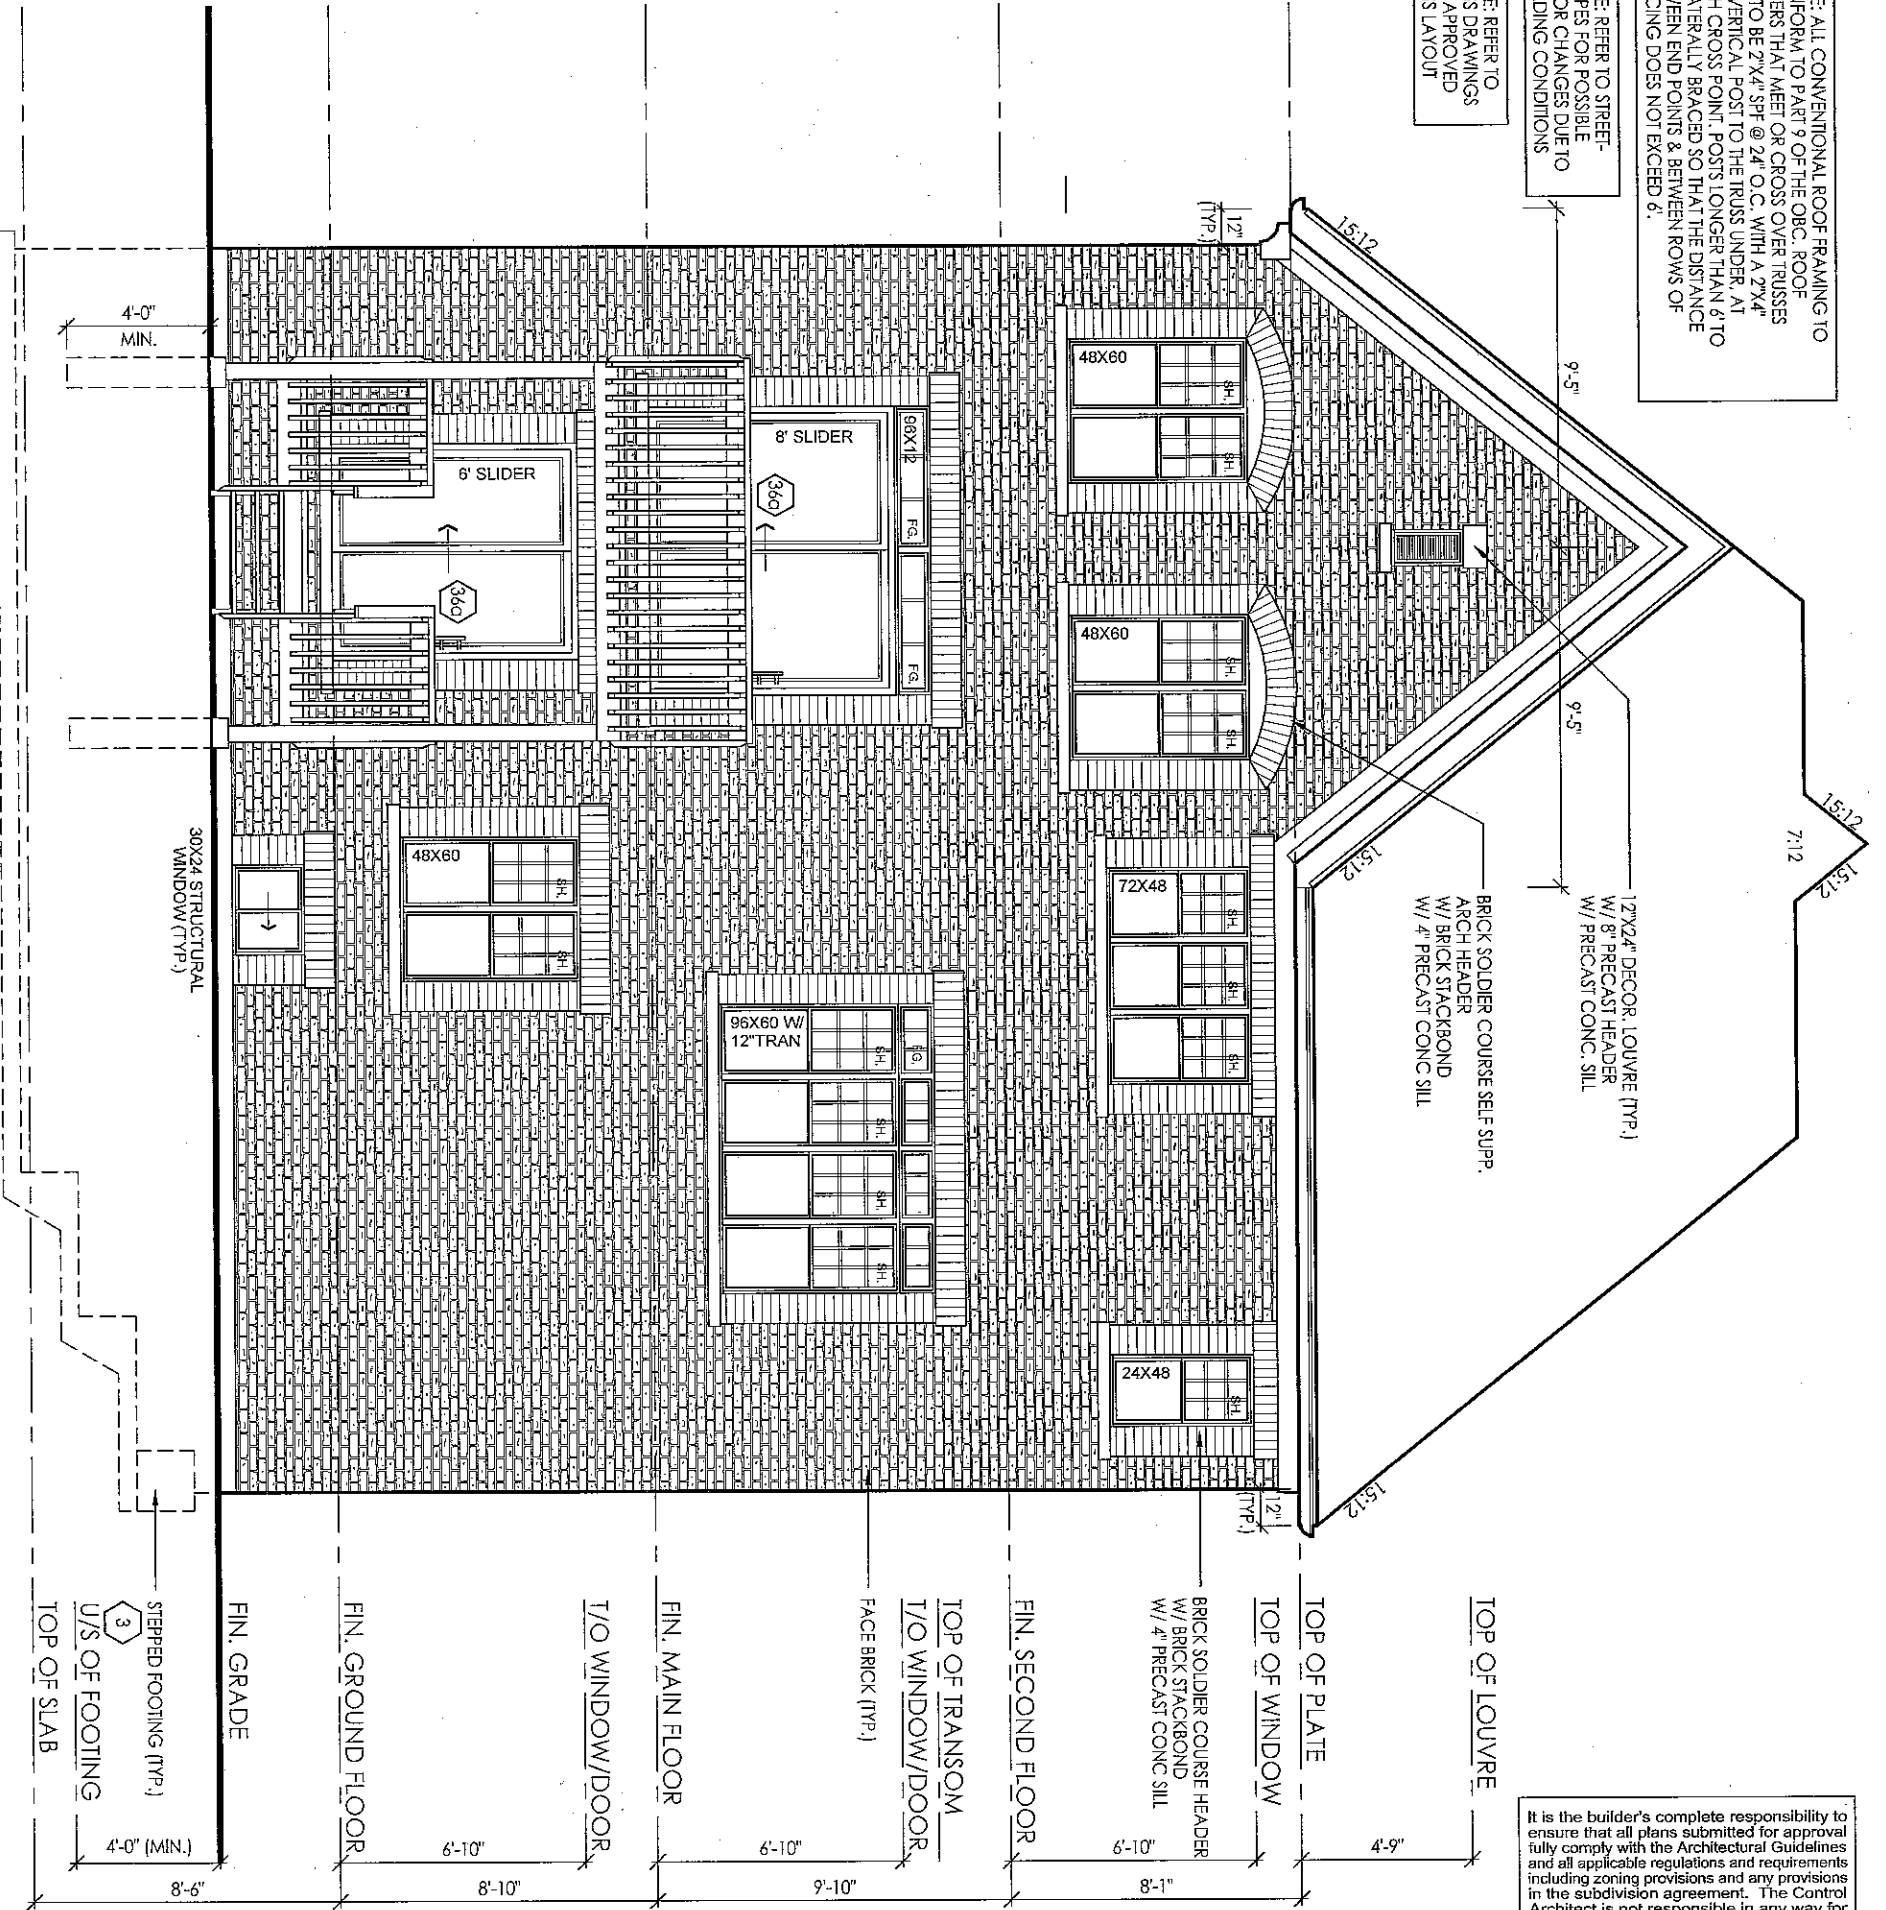 E: ALL CONVENTIONAL ROOF FRAMING TO
NFORM TO PART 9 OF THE OBC. ROOF
ERS THAT MEET OR CROSS OVER TRUSSES
TO BE 2"X4" SPF @ 24" O.C. WITH A 2"X4"
VERTICAL POST TO THE TRUSS UNDER, AT
H CROSS POINT. POSTS LONGER THAN 6' TO
ATERALLY BRACED SO THAT THE DISTANCE
VEEN END POINTS & BETWEEN ROWS OF
CING DOES NOT EXCEED 6'.
E: REFER TO STREET-
PES FOR POSSIBLE
OR CHANGES DUE TO
DING CONDITIONS
E: REFER TO
S DRAWINGS
APPROVED
S LAYOUT
15:12
15:12
7:12
15:12
15:12
15:12
9'-5"
9'-5"
12"X24" DECOR. LOUVRE (TYP.)
W/ 8" PRECAST HEADER
W/ PRECAST CONC. SILL
BRICK SOLDIER COURSE SELF SUPP.
ARCH HEADER
W/ BRICK STACKBOND
W/ 4" PRECAST CONC SILL
12"
(TYP.)
12"
(TYP.)
48X60
SH.
SH.
48X60
SH.
SH.
72X48
SH.
SH.
SH.
24X48
SH.
96X12
FG.
FG.
8' SLIDER
36a
96X60 W/
12"TRAN
FG.
SH.
SH.
SH.
SH.
6' SLIDER
36a
48X60
SH.
SH.
30X24 STRUCTURAL
WINDOW (TYP.)
4'-0"
MIN.
TOP OF LOUVRE
TOP OF PLATE
TOP OF WINDOW
BRICK SOLDIER COURSE HEADER
W/ BRICK STACKBOND
W/ 4" PRECAST CONC SILL
FIN. SECOND FLOOR
TOP OF TRANSOM
T/O WINDOW/DOOR
FACE BRICK (TYP.)
FIN. MAIN FLOOR
T/O WINDOW/DOOR
FIN. GROUND FLOOR
FIN. GRADE
STEPPED FOOTING (TYP.)
3
U/S OF FOOTING
TOP OF SLAB
4'-9"
6'-10"
8'-1"
6'-10"
9'-10"
6'-10"
8'-10"
4'-0" (MIN.)
8'-6"
It is the builder's complete responsibility to
ensure that all plans submitted for approval
fully comply with the Architectural Guidelines
and all applicable regulations and requirements
including zoning provisions and any provisions
in the subdivision agreement. The Control
Architect is not responsible in any way for